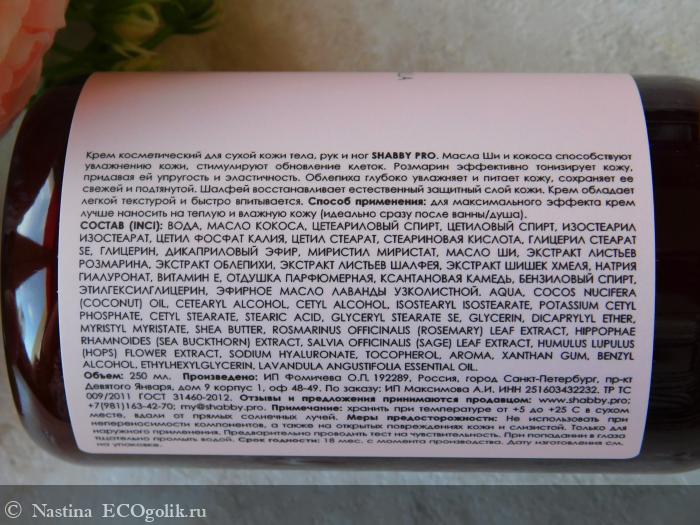 Крем косметический для сухой кожи тела, рук и ног SHABBY PRO. Масла Ши и кокоса способствуют
увлажнению кожи, стимулируют обновление клеток. Розмарин эффективно тонизирует кожу,
придавая ей упругость и эластичность. Облепиха глубоко увлажняет и питает кожу, сохраняет ее
свежей и подтянутой. Шалфей восстанавливает естественный защитный слой кожи. Крем обладает
легкой текстурой и быстро впитывается. Способ применения: для максимального эффекта крем
лучше наносить на теплую и влажную кожу (идеально сразу после ванны/душа).
СОСТАВ (INCI): ВОДА, МАСЛО КОКОСА, ЦЕТЕАРИЛОВЫЙ СПИРТ, ЦЕТИЛОВЫЙ СПИРТ, ИЗОСТЕАРИЛ
ИЗОСТЕАРАТ, ЦЕТИЛ ФОСФАТ КАЛИЯ, ЦЕТИЛ СТЕАРАТ, СТЕАРИНОВАЯ КИСЛОТА, ГЛИЦЕРИЛ СТЕАРАТ
SE, ГЛИЦЕРИН, ДИКАПРИЛОВЫЙ ЭФИР, МИРИСТИЛ МИРИСТАТ, МАСЛО ШИ, ЭКСТРАКТ ЛИСТЬЕВ
РОЗМАРИНА, ЭКСТРАКТ ОБЛЕПИХИ, ЭКСТРАКТ ЛИСТЬЕВ ШАЛФЕЯ, ЭКСТРАКТ ШИШЕК ХМЕЛЯ, НАТРИЯ
ГИАЛУРОНАТ, ВИТАМИН Е, ОТДУШКА ПАРФЮМЕРНАЯ, КСАНТАНОВАЯ КАМЕДЬ, БЕНЗИЛОВЫЙ СПИРТ,
ЭТИЛГЕКСИЛГЛИЦЕРИН, ЭФИРНОЕ МАСЛО ЛАВАНДЫ УЗКОЛИСТНОЙ. AQUA, COCOS NUCIFERA
(COCONUT) OIL, CETEARYL ALCOHOL, CETYL ALCOHOL, ISOSTEARYL ISOSTEARATE, POTASSIUM CETYL
PHOSPHATE, CETYL STEARATE, STEARIC ACID, GLYCERYL STEARATE SE, GLYCERIN, DICAPRYLYL ETHER,
MYRISTYL MYRISTATE, SHEA BUTTER, ROSMARINUS OFFICINALIS (ROSEMARY) LEAF EXTRACT, HIPPOPHAE
RHAMNOIDES (SEA BUCKTHORN) EXTRACT, SALVIA OFFICINALIS (SAGE) LEAF EXTRACT, HUMULUS LUPULUS
(HOPS) FLOWER EXTRACT, SODIUM HYALURONATE, TOCOPHEROL, AROMA, XANTHAN GUM, BENZYL
ALCOHOL, ETHYLHEXYLGLYCERIN, LAVANDULA ANGUSTIFOLIA ESSENTIAL OIL.
Объем: 250 мл. Произведено: ИП Фомичева О.Л. 192289, Россия, город Санкт-Петербург, пр-кт
Девятого Января, дом 9 корпус 1, оф 48-49. По заказу: ИП Максимова А.И. ИНН 251603432232. ТР ТС
009/2011 ГОСТ 31460-2012. Отзывы и предложения принимаются продавцом: www.shabby.pro;
+7(981)163-42-70; my@shabby.pro. Примечание: хранить при температуре от +5 до +25 С в сухом
месте, вдали от прямых солнечных лучей. Меры предосторожности: Не использовать при
непереносимости компонентов, а также на открытых повреждениях кожи и слизистой. Только для
наружного применения. Предварительно проводить тест на чувствительность. При попадании в глаза
тщательно промыть водой. Срок годности: 18 мес. с момента производства. Дату изготовления см.
на упаковке.
© Nastina ECOgolik.ru